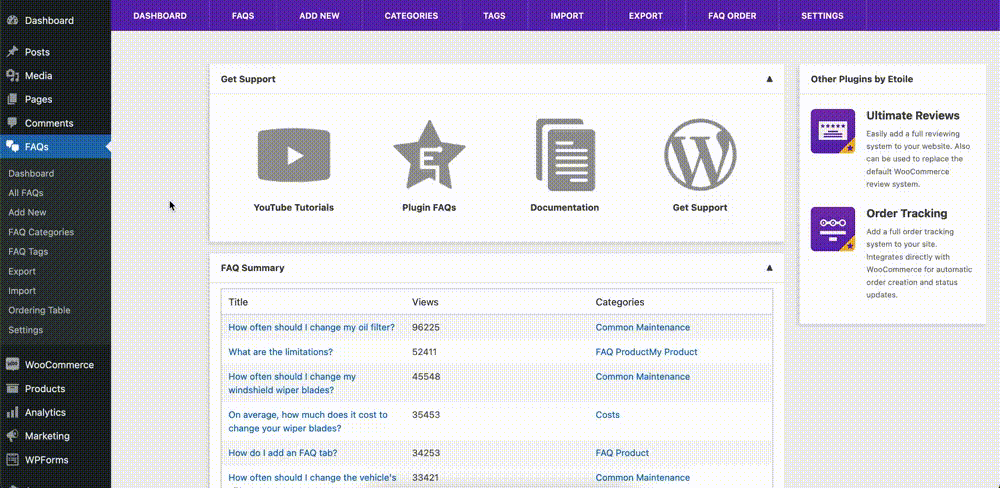 Dashboard
Posts
Media
Pages
Comments
FAQs
Dashboard
All FAQs
Add New
FAQ Categories
FAQ Tags
Export
Import
Ordering Table
Settings
WooCommerce
Products
Analytics
Marketing
WPForms
DASHBOARD FAQS ADD NEW CATEGORIES TAGS IMPORT EXPORT FAQ ORDER SETTINGS
Get Support ▲
YouTube Tutorials Plugin FAQs Documentation Get Support
FAQ Summary ▲
Title Views Categories
How often should I change my oil filter? 96225 Common Maintenance
What are the limitations? 52411 FAQ ProductMy Product
How often should I change my 45548 Common Maintenance
windshield wiper blades?
On average, how much does it cost to 35453 Costs
change your wiper blades?
How do I add an FAQ tab? 34253 FAQ Product
How often should I change the vehicle's 33421 Common Maintenance
Other Plugins by Etoile
Ultimate Reviews
Easily add a full reviewing
system to your website. Also
can be used to replace the
default WooCommerce
review system.
Order Tracking
Add a full order tracking
system to your site.
Integrates directly with
WooCommerce for automatic
order creation and status
updates.